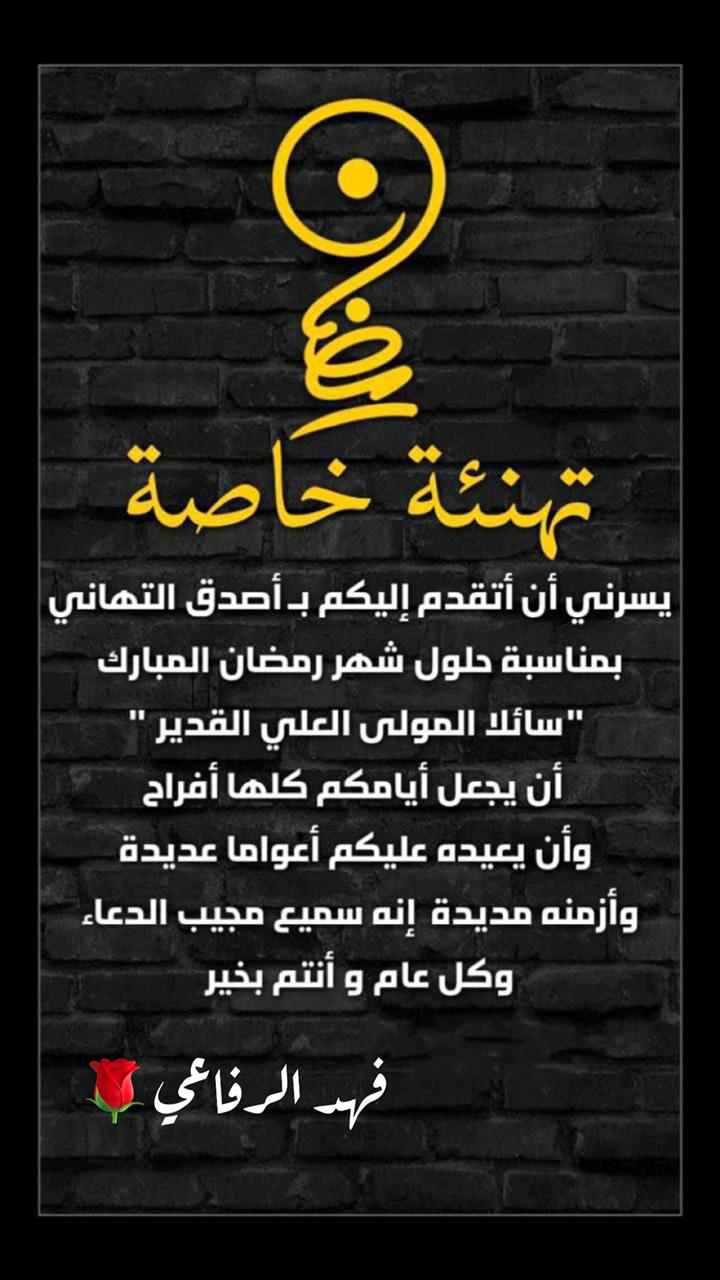 رمضان
تهنئة خاصة
يسرني أن أتقدم إليكم بـ أصدق التهاني
بمناسبة حلول شهر رمضان المبارك
"سائلا المولى العلي القدير "
أن يجعل أيامكم كلها أفراح
وأن يعيده عليكم أعواما عديدة
وأزمنه مديدة إنه سميع مجيب الدعاء
وكل عام و أنتم بخير
فهد الرفاعي